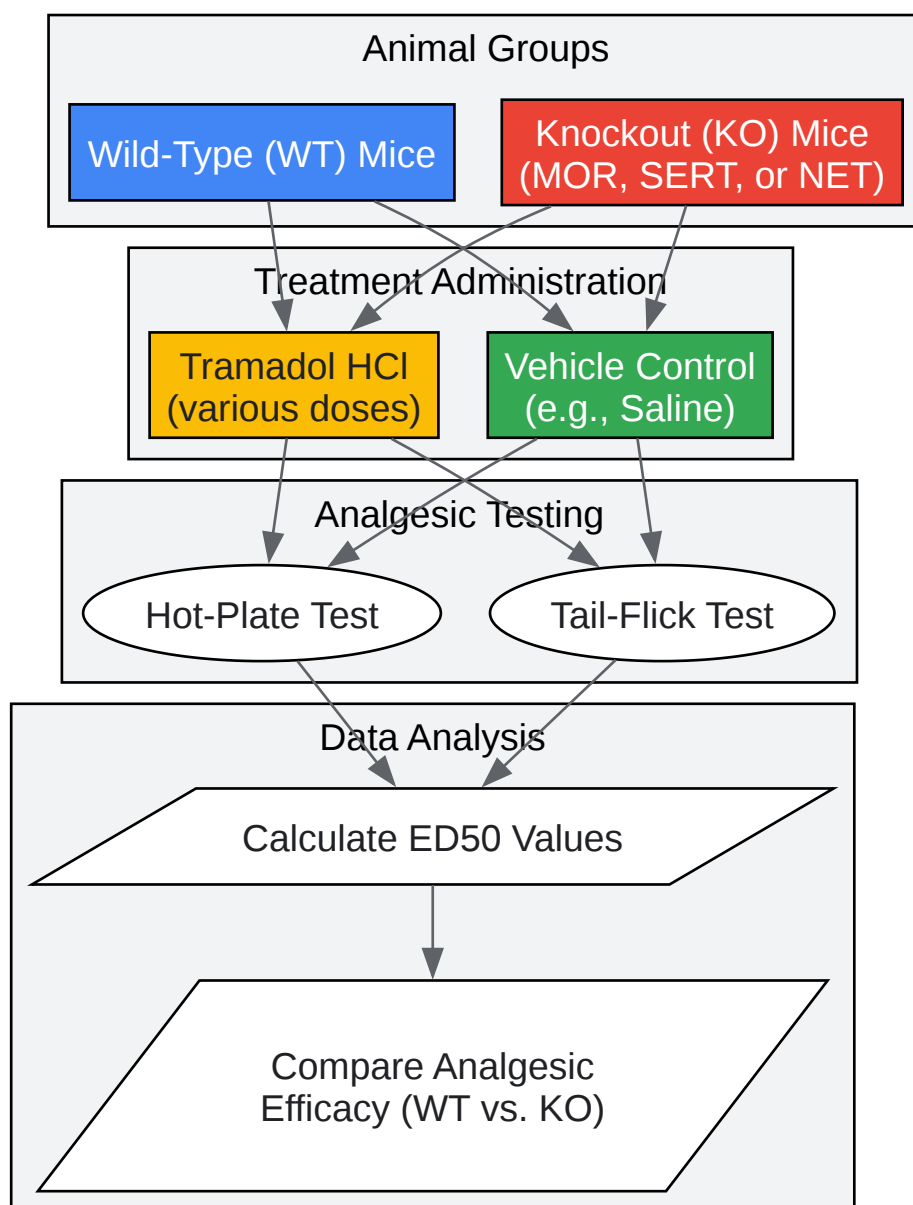 Animal Groups
Wild-Type (WT) Mice
Knockout (KO) Mice
(MOR, SERT, or NET)
Treatment Administration
Tramadol HCl
(various doses)
Vehicle Control
(e.g., Saline)
Analgesic Testing
Hot-Plate Test
Tail-Flick Test
Data Analysis
Calculate ED50 Values
Compare Analgesic
Efficacy (WT vs. KO)